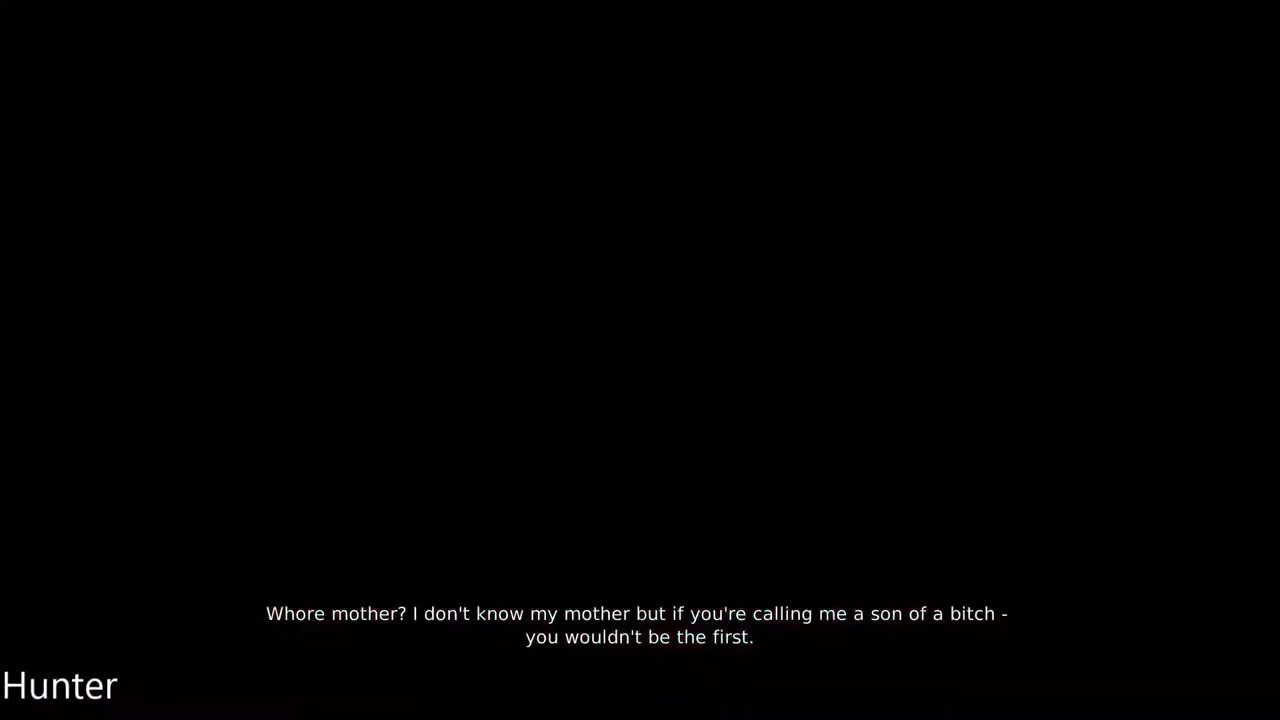 Whore mother? I don't know my mother but if you're calling me a son of a bitch -
you wouldn't be the first.
Hunter